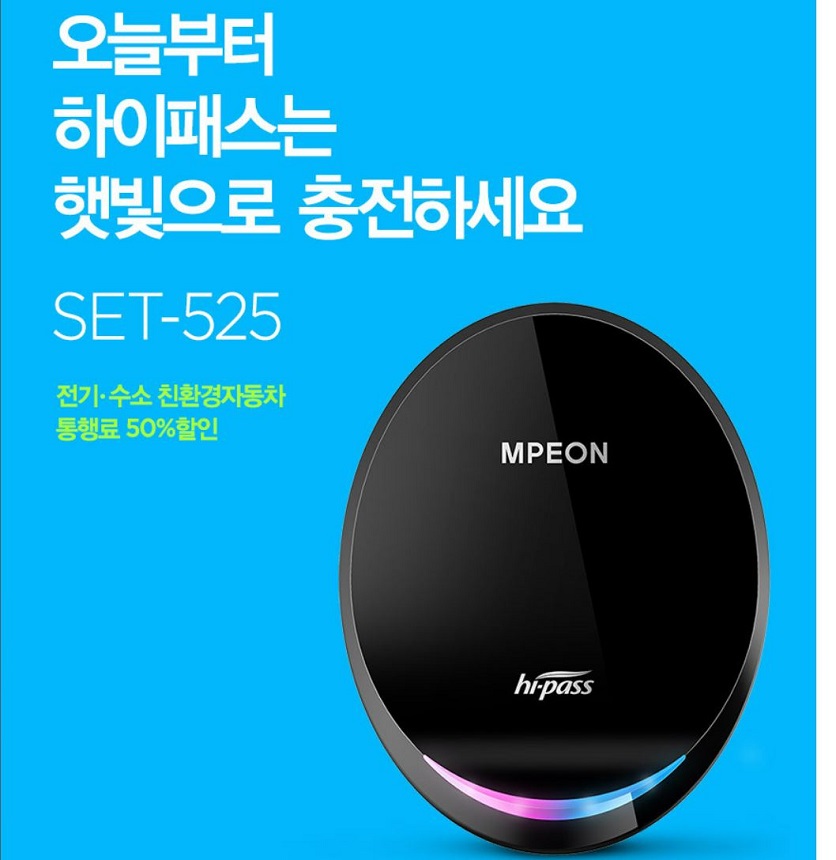 오늘부터
하이패스는
햇빛으로 충전하세요
SET-525
전기·수소 친환경자동차
통행료 50%할인
MPEON
hi-pass